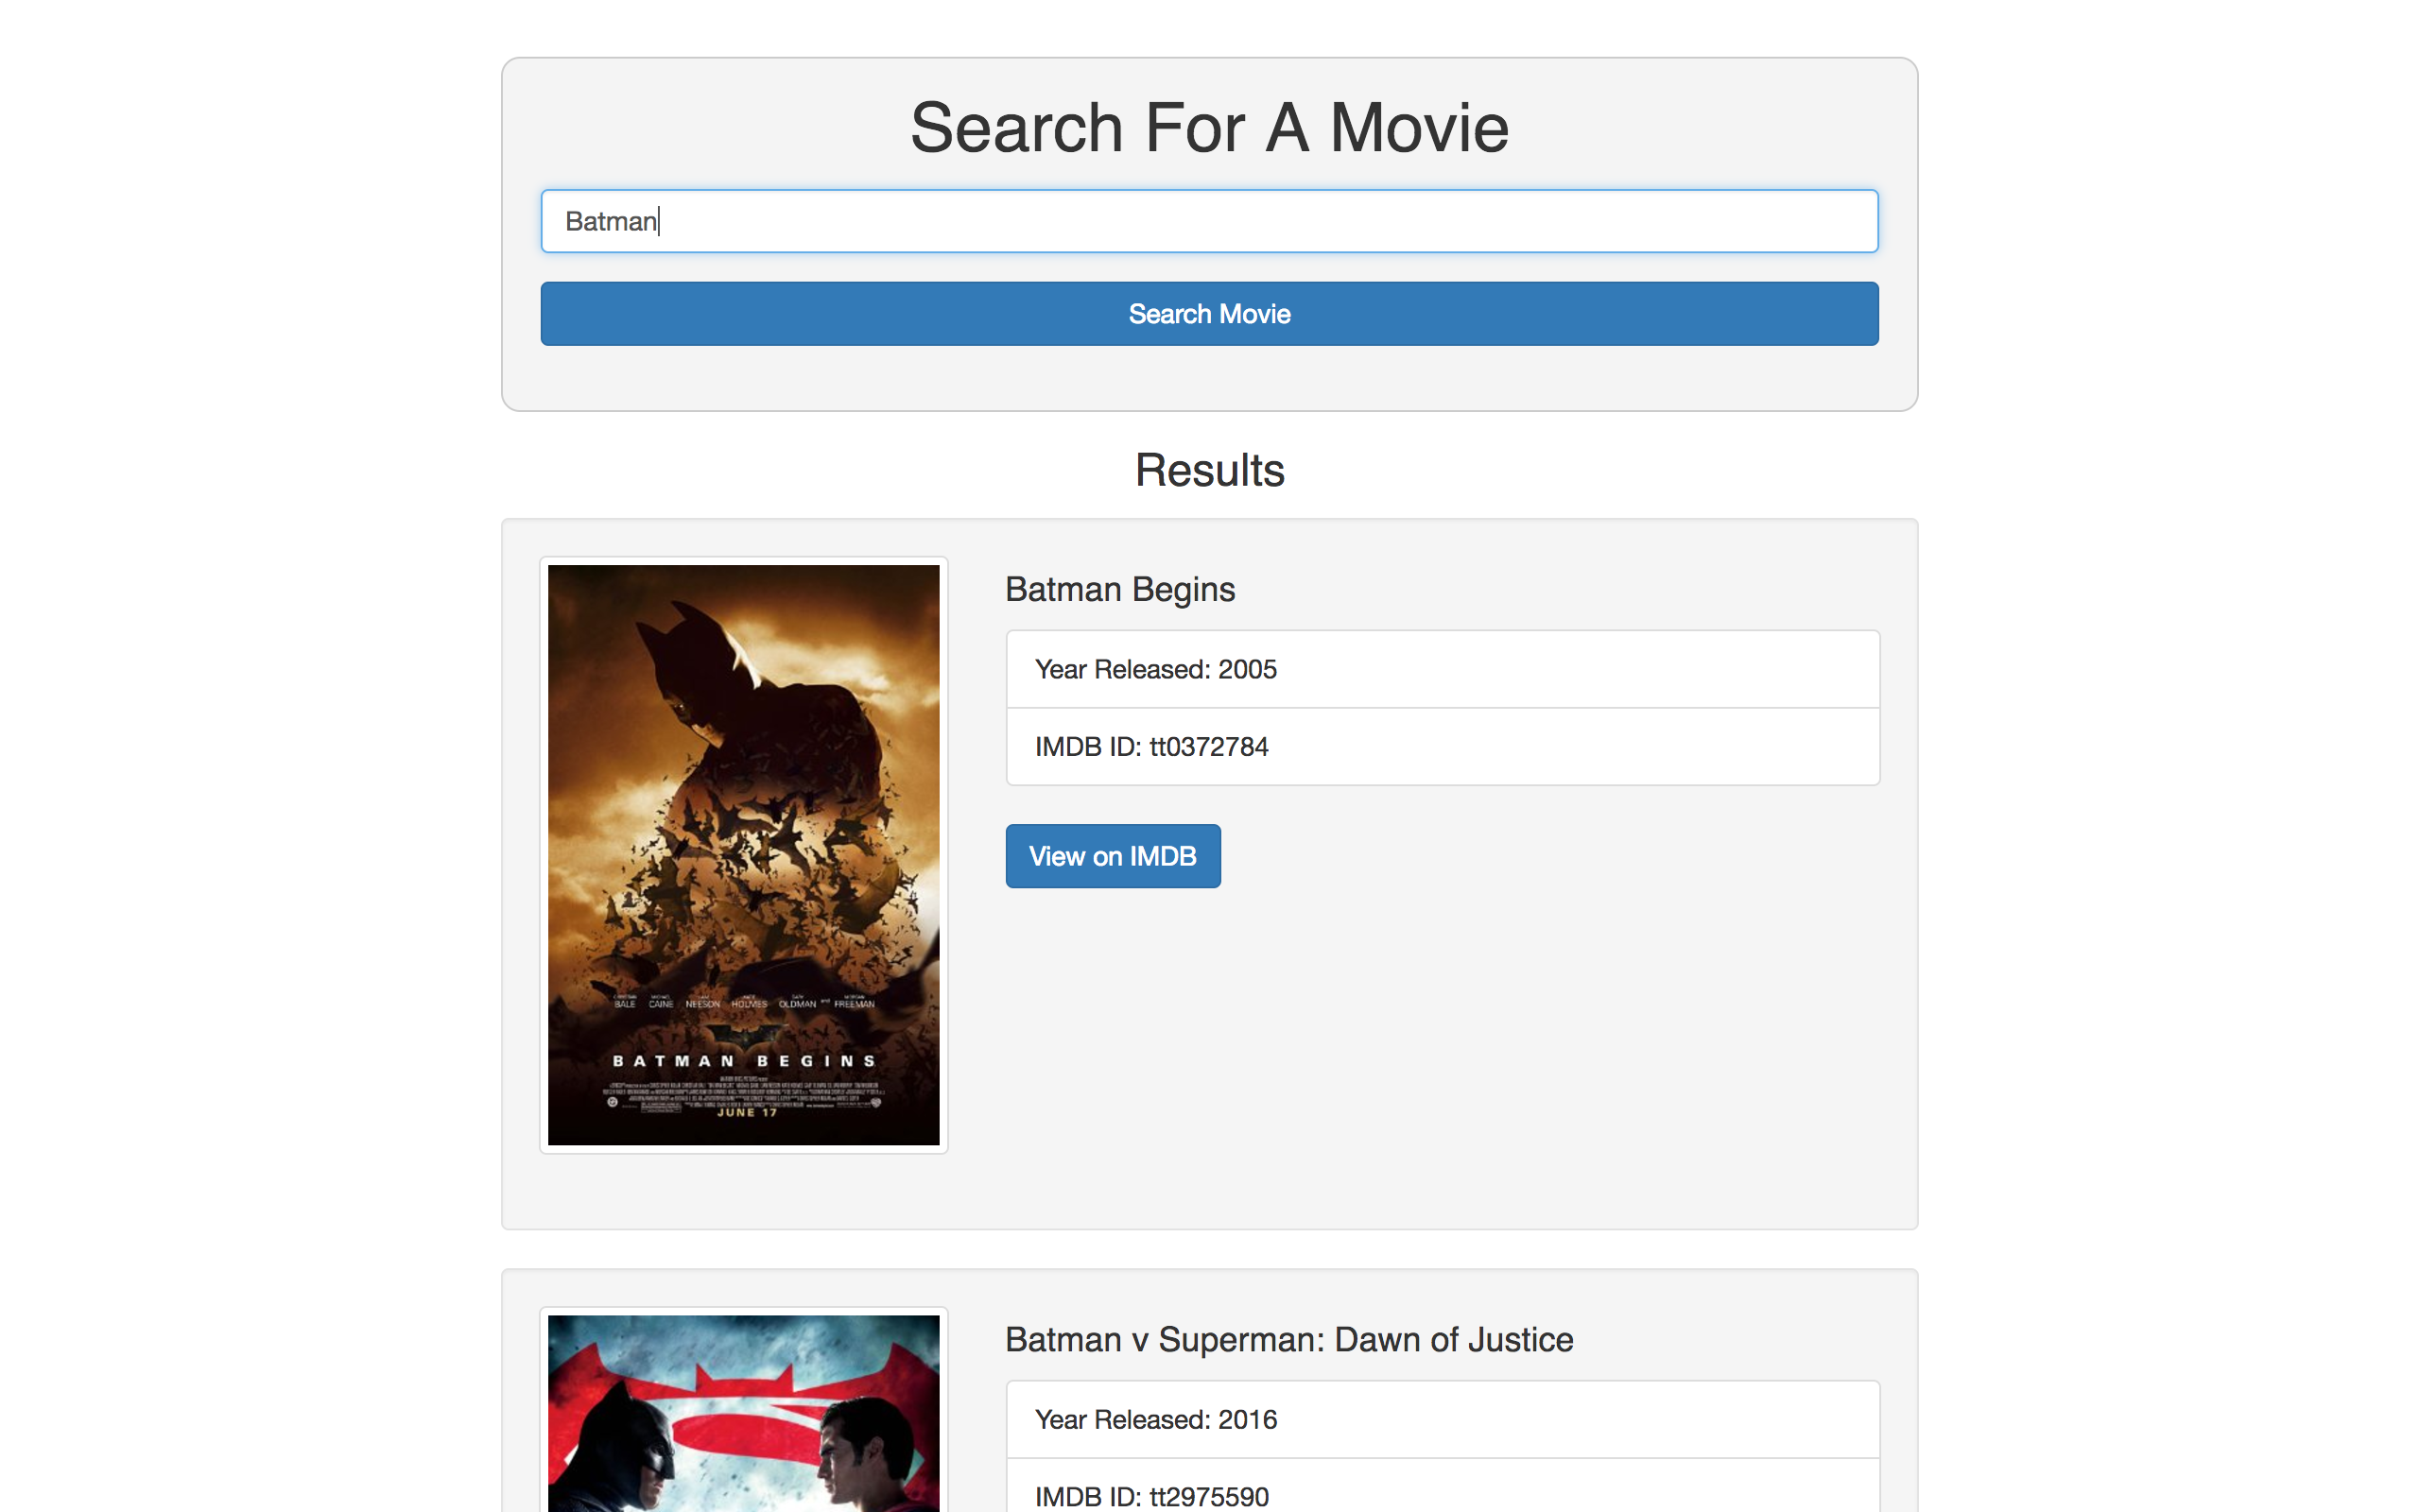 Search For A Movie
Batman
Search Movie
Results
Batman Begins
Year Released: 2005
IMDB ID: tt0372784
View on IMDB
BALE CAINE NEESON HOLMES OLDMAN and FREEMAN
BATMAN BEGINS
JUNE 17
Batman v Superman: Dawn of Justice
Year Released: 2016
IMDB ID: tt2975590